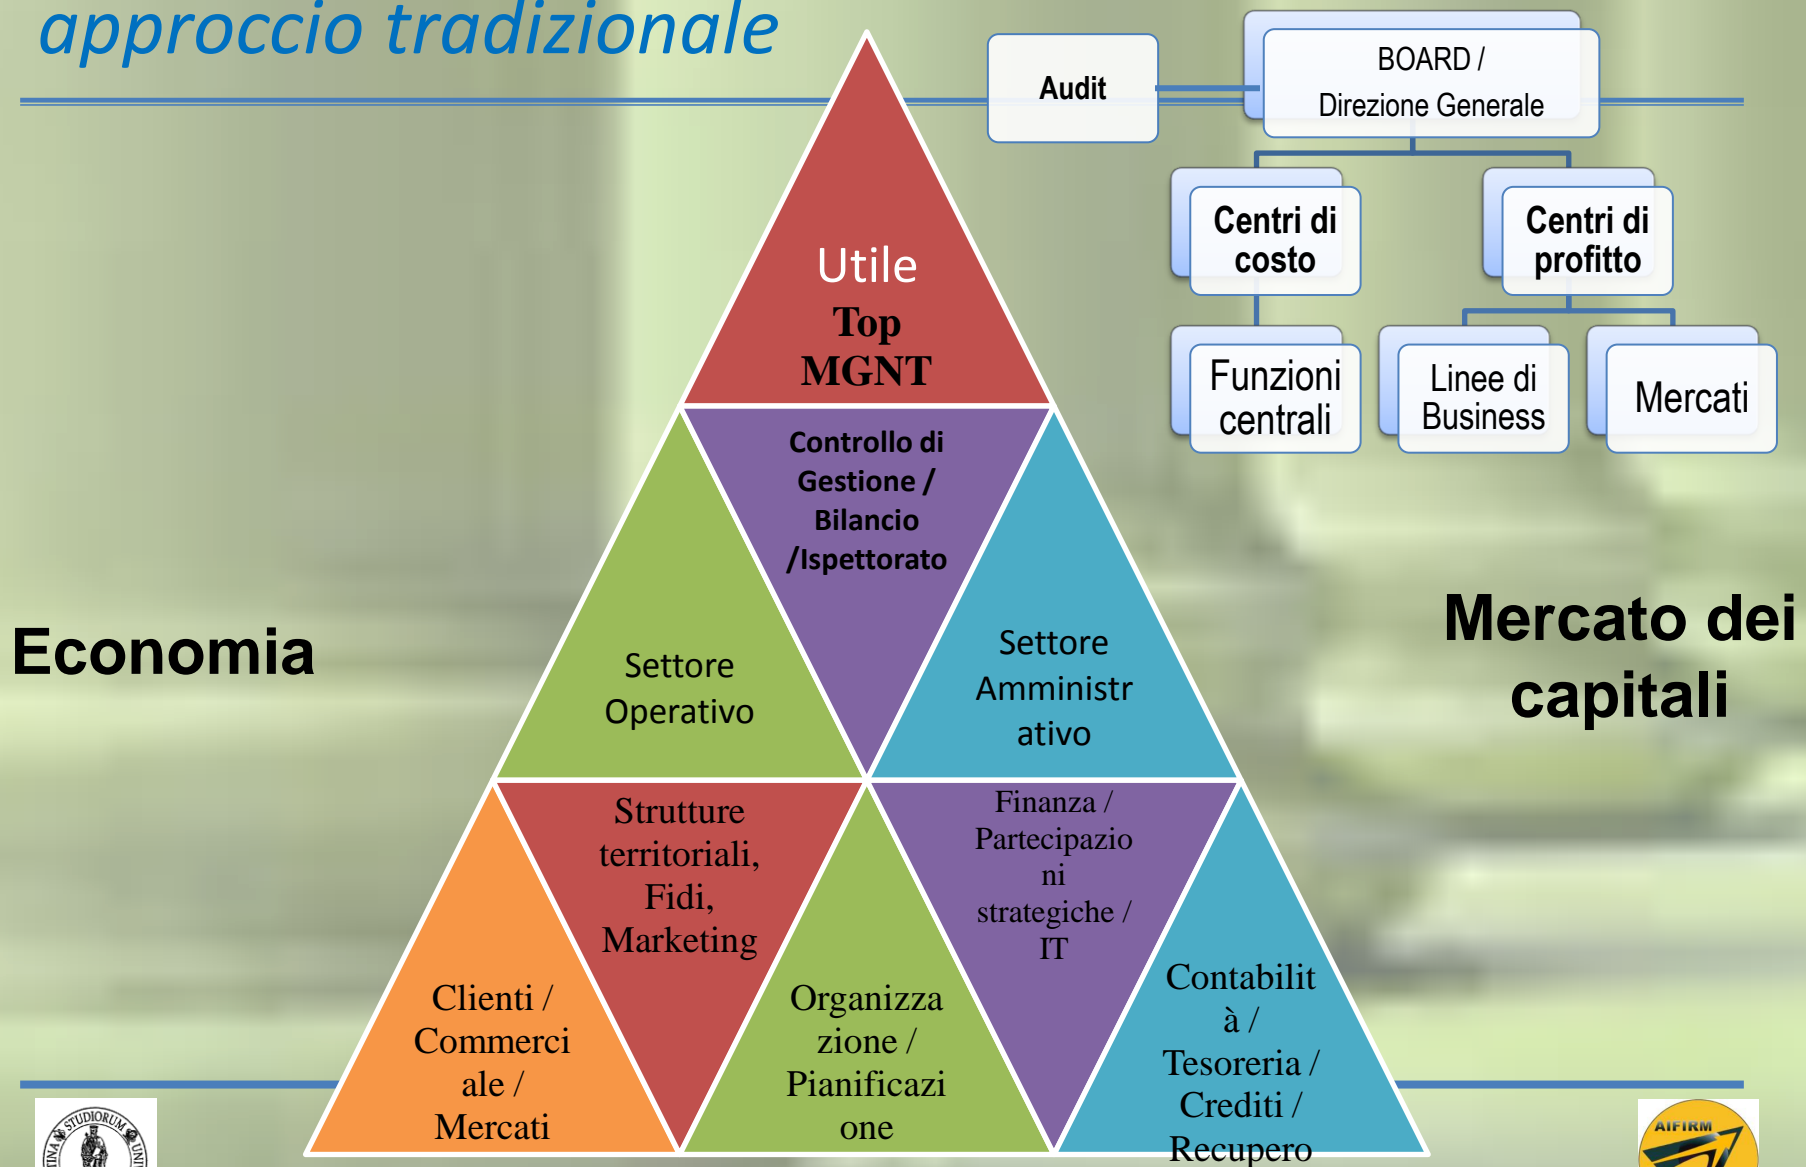 approccio tradizionale
Audit
BOARD /
Direzione Generale
Centri di
costo
Centri di
profitto
Funzioni
centrali
Linee di
Business
Mercati
Utile
Top
MGNT
Controllo di
Gestione /
Bilancio
/Ispettorato
Economia
Settore
Operativo
Settore
Amministr
ativo
Mercato dei
capitali
Strutture
territoriali,
Fidi,
Marketing
Finanza /
Partecipazio
ni
strategiche /
IT
Clienti /
Commerci
ale /
Mercati
Organizza
zione /
Pianificazi
one
Contabilit
à /
Tesoreria /
Crediti /
Recupero
STUDIORUM
AIFIRM